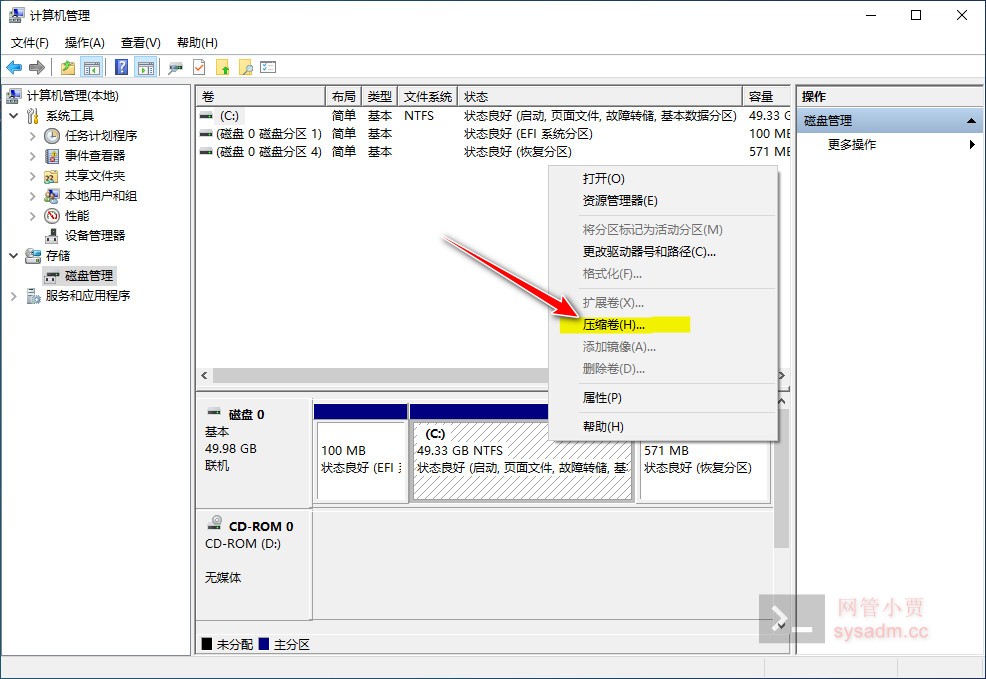 计算机管理
文件(F) 操作(A) 查看(V) 帮助(H)
计算机管理(本地)
系统工具
任务计划程序
事件查看器
共享文件夹
本地用户和组
性能
设备管理器
存储
磁盘管理
服务和应用程序
卷 布局 类型 文件系统 状态 容量
(C:) 简单 基本 NTFS 状态良好 (启动, 页面文件, 故障转储, 基本数据分区) 49.33 G
(磁盘 0 磁盘分区 1) 简单 基本 状态良好 (EFI 系统分区) 100 ME
(磁盘 0 磁盘分区 4) 简单 基本 状态良好 (恢复分区) 571 ME
打开(O)
资源管理器(E)
将分区标记为活动分区(M)
更改驱动器号和路径(C)...
格式化(F)...
扩展卷(X)...
压缩卷(H)...
添加镜像(A)...
删除卷(D)...
属性(P)
帮助(H)
磁盘 0
基本
49.98 GB
联机
100 MB
状态良好 (EFI
(C:)
49.33 GB NTFS
状态良好 (启动, 页面文件, 故障转储, 基
571 MB
状态良好 (恢复分区)
CD-ROM 0
CD-ROM (D:)
无媒体
未分配 主分区
操作
磁盘管理
更多操作
网管小贾
sysadm.cc